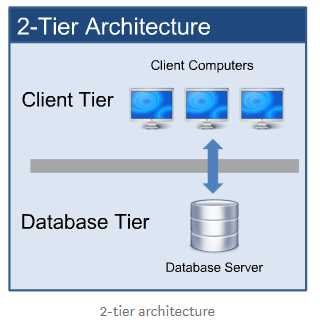 2-Tier Architecture
Client Computers
Client Tier
Database Tier
Database Server
2-tier architecture